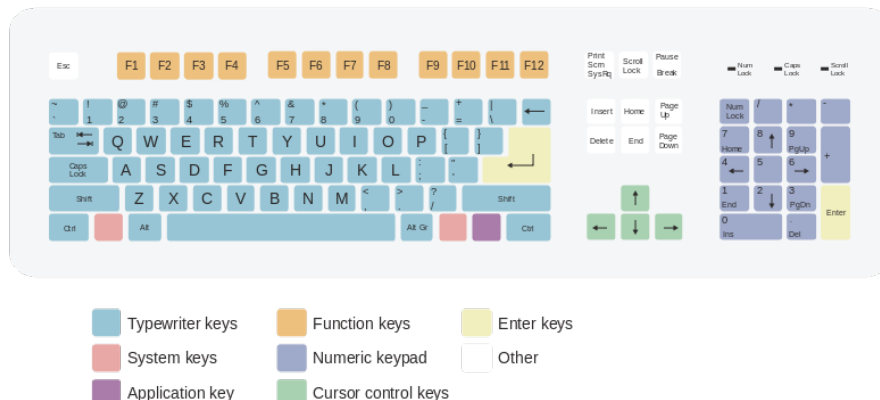 Esc F1 F2 F3 F4 F5 F6 F7 F8 F9 F10 F11 F12 Print Scrn SysRq Scroll Lock Pause Break Num Lock Caps Lock Scroll Lock
~ ` ! 1 @ 2 # 3 $ 4 % 5 ^ 6 & 7 * 8 ( 9 ) 0 _ - + = | \ Insert Home Page Up Num Lock / * -
Tab Q W E R T Y U I O P { [ } ] Delete End Page Down 7 Home 8 9 PgUp +
Caps Lock A S D F G H J K L : ; " ' 4 5 6
Shift Z X C V B N M < , > . ? / Shift 1 End 2 3 PgDn Enter
Ctrl Alt Alt Gr Ctrl 0 Ins . Del
Typewriter keys Function keys Enter keys
System keys Numeric keypad Other
Application key Cursor control keys